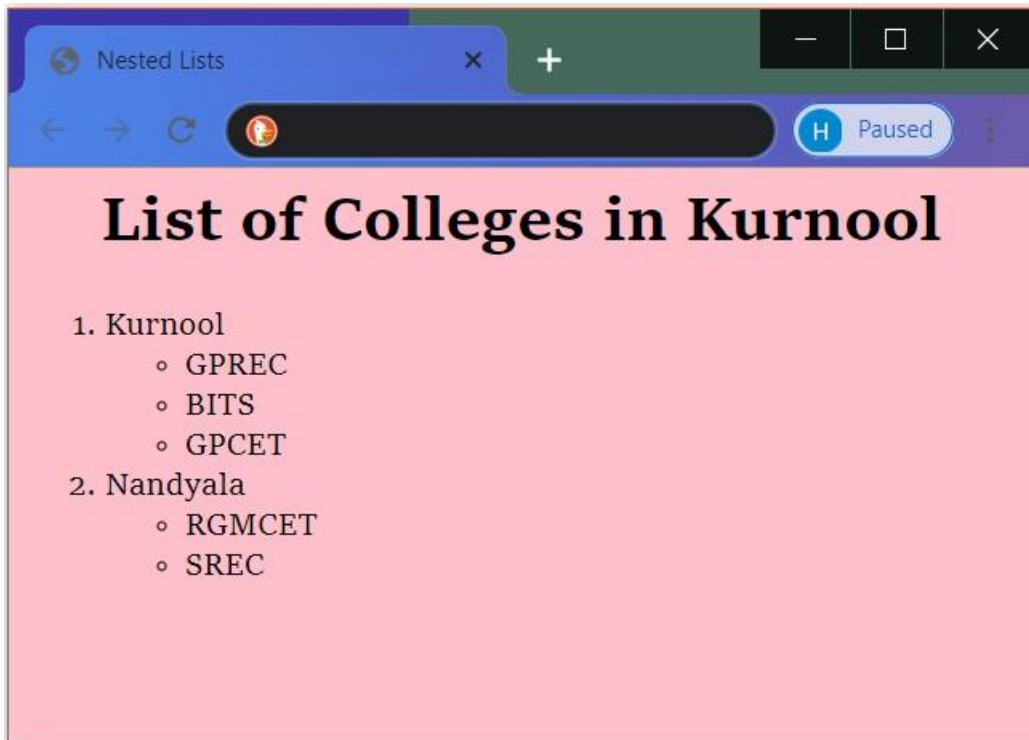 Nested Lists
H Paused
List of Colleges in Kurnool
1. Kurnool
GPREC
BITS
GPCET
2. Nandyala
RGMCET
SREC